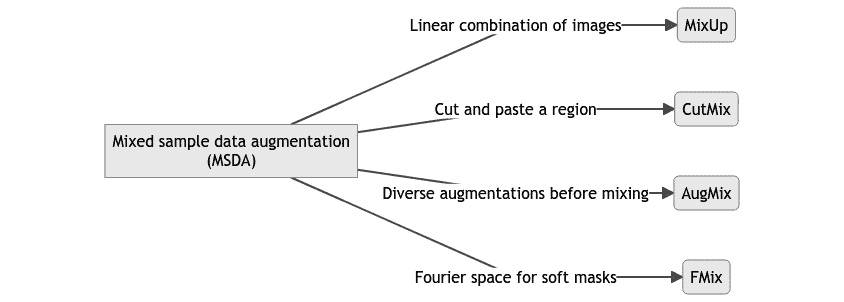 Linear combination of images
MixUp
Cut and paste a region
CutMix
Mixed sample data augmentation
(MSDA)
Diverse augmentations before mixing
AugMix
Fourier space for soft masks
FMix